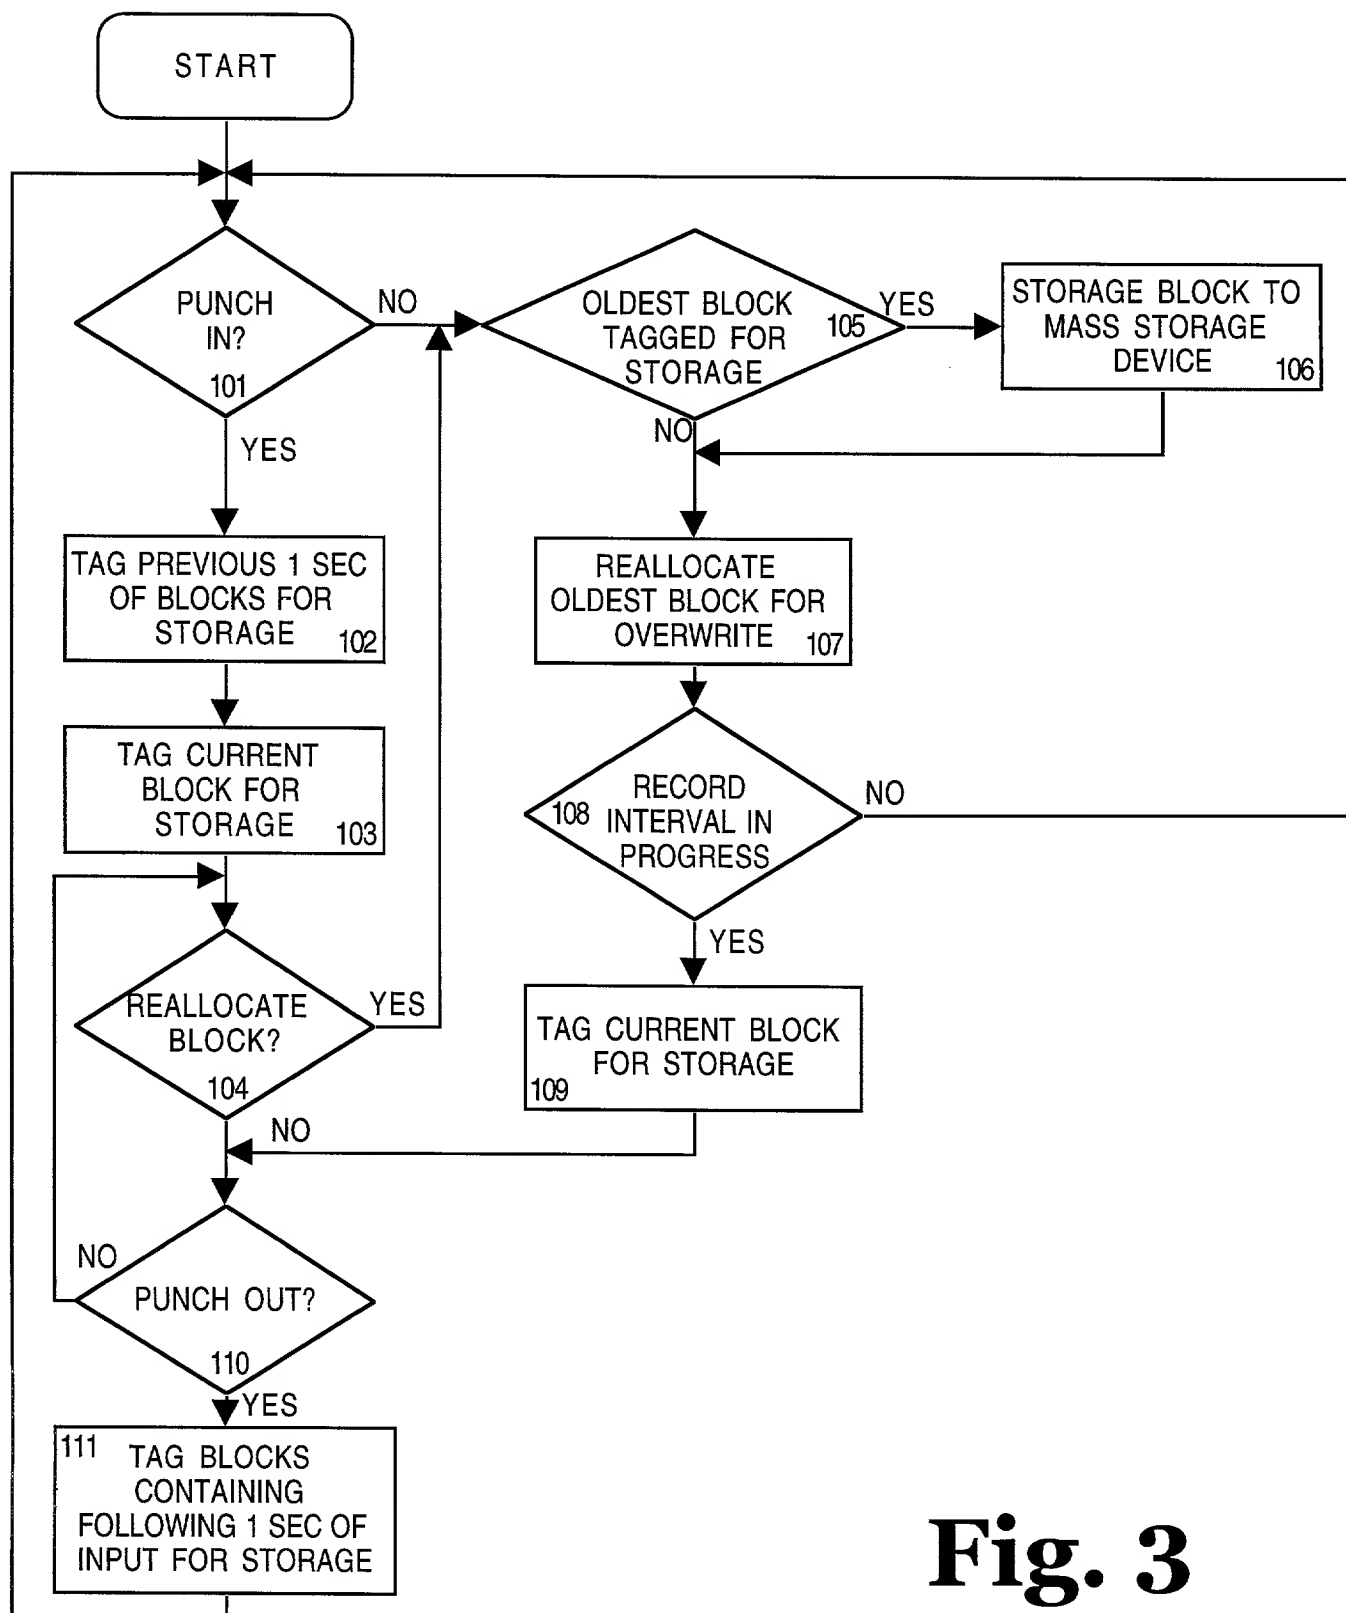 START
PUNCH
IN?
101
NO
YES
OLDEST BLOCK
TAGGED FOR
STORAGE
105
YES
NO
STORAGE BLOCK TO
MASS STORAGE
DEVICE
106
TAG PREVIOUS 1 SEC
OF BLOCKS FOR
STORAGE
102
REALLOCATE
OLDEST BLOCK FOR
OVERWRITE
107
TAG CURRENT
BLOCK FOR
STORAGE
103
108
RECORD
INTERVAL IN
PROGRESS
NO
YES
REALLOCATE
BLOCK?
104
YES
NO
TAG CURRENT BLOCK
FOR STORAGE
109
NO
PUNCH OUT?
110
YES
111
TAG BLOCKS
CONTAINING
FOLLOWING 1 SEC OF
INPUT FOR STORAGE
Fig. 3